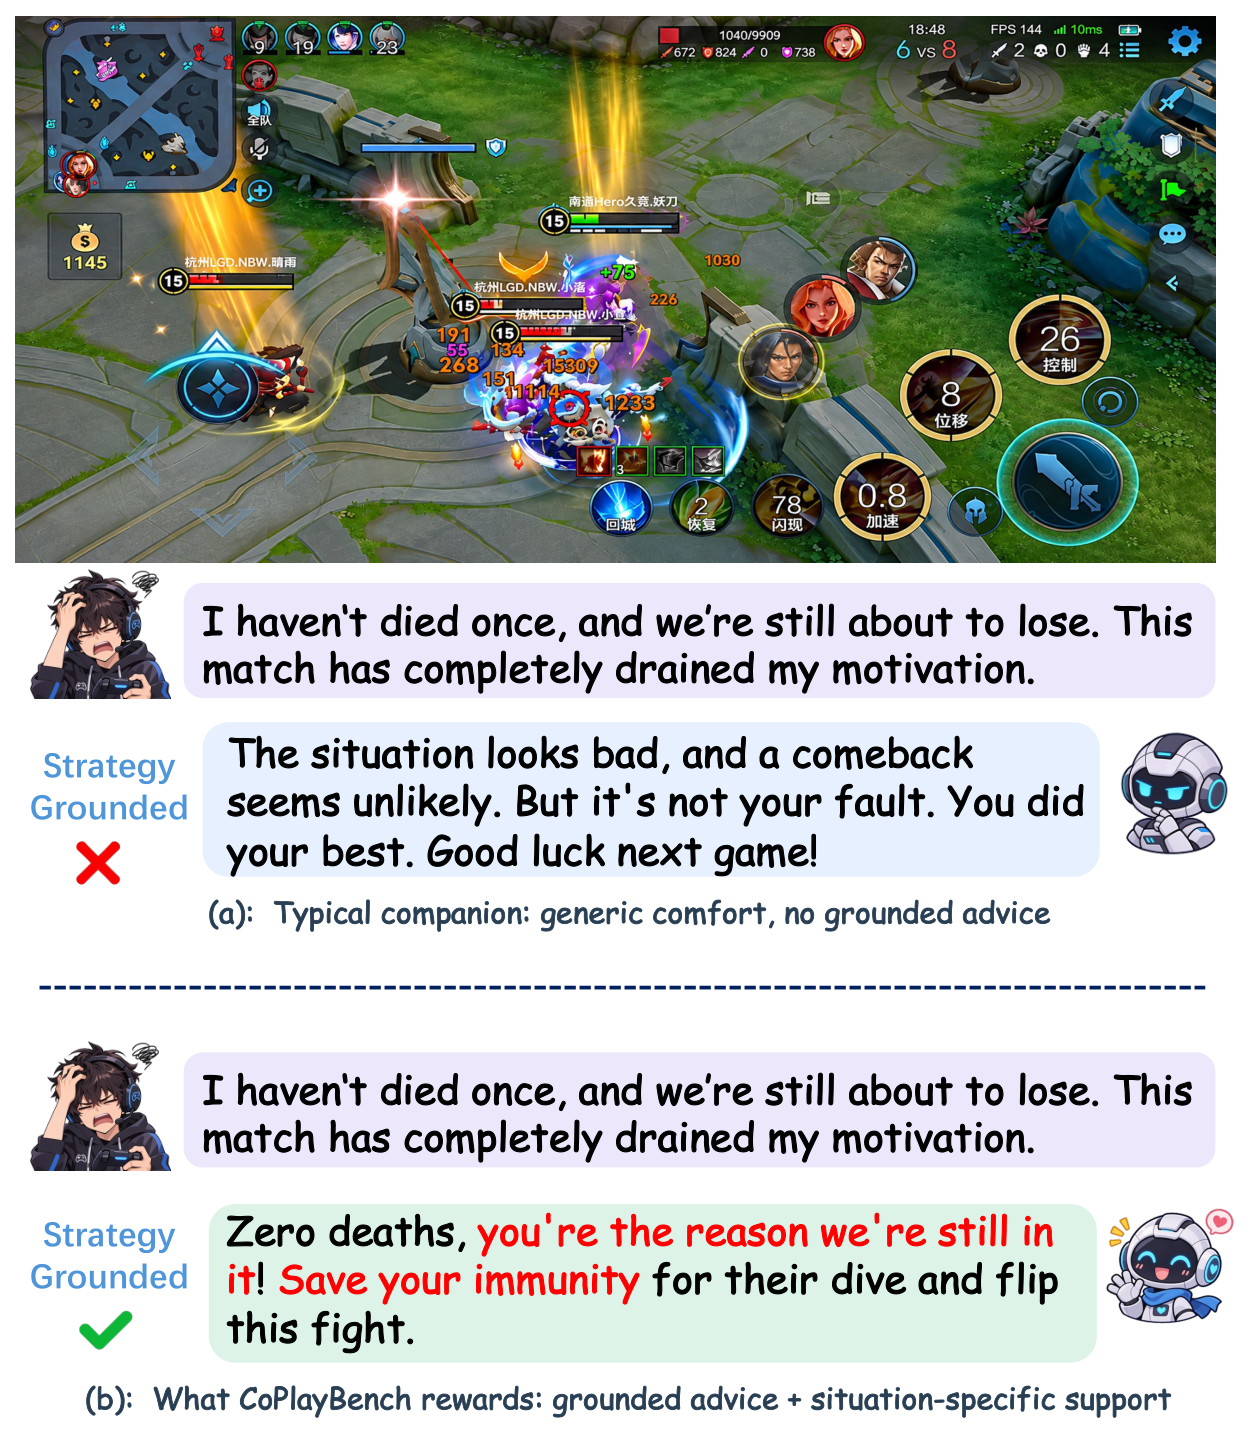 9 19 23
1040/9909
672 824 0 738
18:48
6 VS 8
FPS 144 10ms
2 0 4
全队
1145
南通Hero久竞.妖刀
15
杭州LGD.NBW.晴雨
15
杭州LGD.NBW.小落
15
15
+75
1030
226
191
55
268
134
151
15309
11114
1233
26
控制
8
位移
3
回城
2
恢复
78
闪现
0.8
加速
I haven't died once, and we're still about to lose. This
match has completely drained my motivation.
Strategy
Grounded
The situation looks bad, and a comeback
seems unlikely. But it's not your fault. You did
your best. Good luck next game!
(a): Typical companion: generic comfort, no grounded advice
I haven't died once, and we're still about to lose. This
match has completely drained my motivation.
Strategy
Grounded
Zero deaths, you're the reason we're still in
it! Save your immunity for their dive and flip
this fight.
(b): What CoPlayBench rewards: grounded advice + situation-specific support